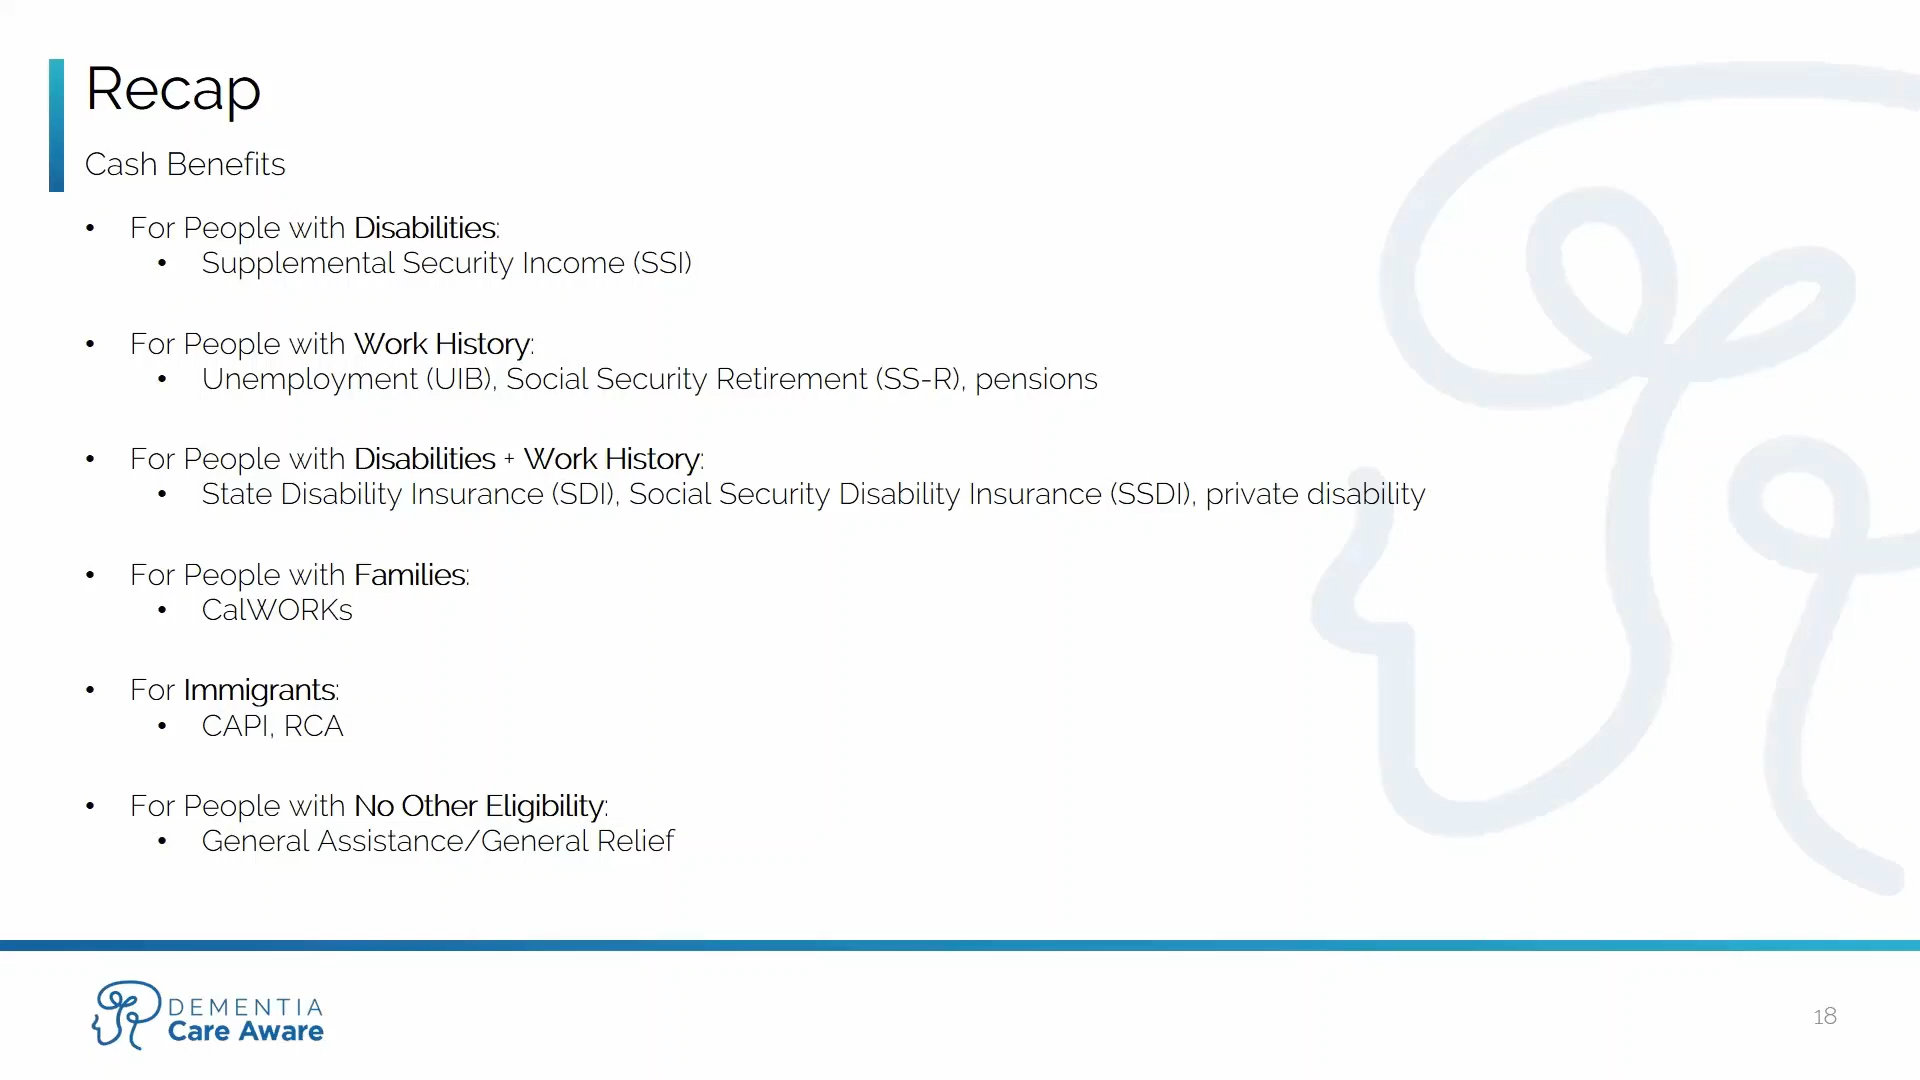 Recap
Cash Benefits
• For People with Disabilities:
• Supplemental Security Income (SSI)
• For People with Work History:
• Unemployment (UIB), Social Security Retirement (SS-R), pensions
• For People with Disabilities + Work History:
• State Disability Insurance (SDI), Social Security Disability Insurance (SSDI), private disability
• For People with Families:
• CalWORKs
• For Immigrants:
• CAPI, RCA
• For People with No Other Eligibility:
• General Assistance/General Relief
DEMENTIA
Care Aware
18